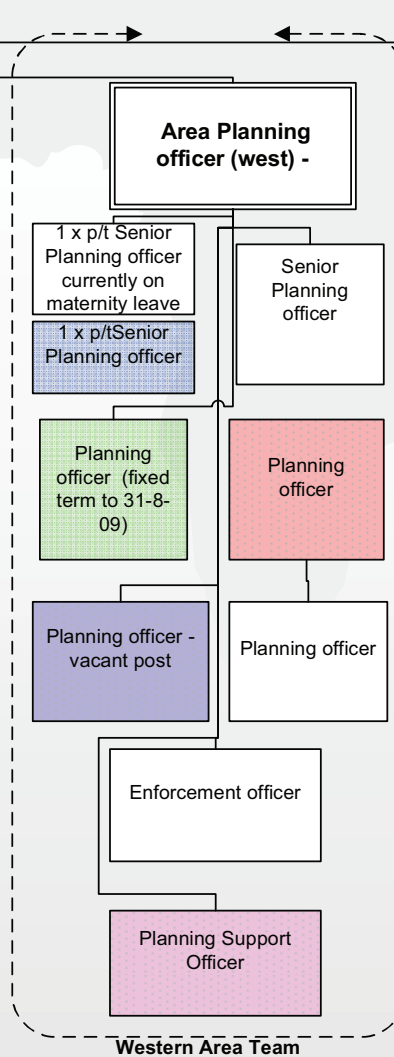 Area Planning
officer (west) -
1 x p/t Senior
Planning officer
currently on
maternity leave
1 x p/tSenior
Planning officer
Senior
Planning
officer
Planning
officer (fixed
term to 31-8-
09)
Planning
officer
Planning officer -
vacant post
Planning officer
Enforcement officer
Planning Support
Officer
Western Area Team